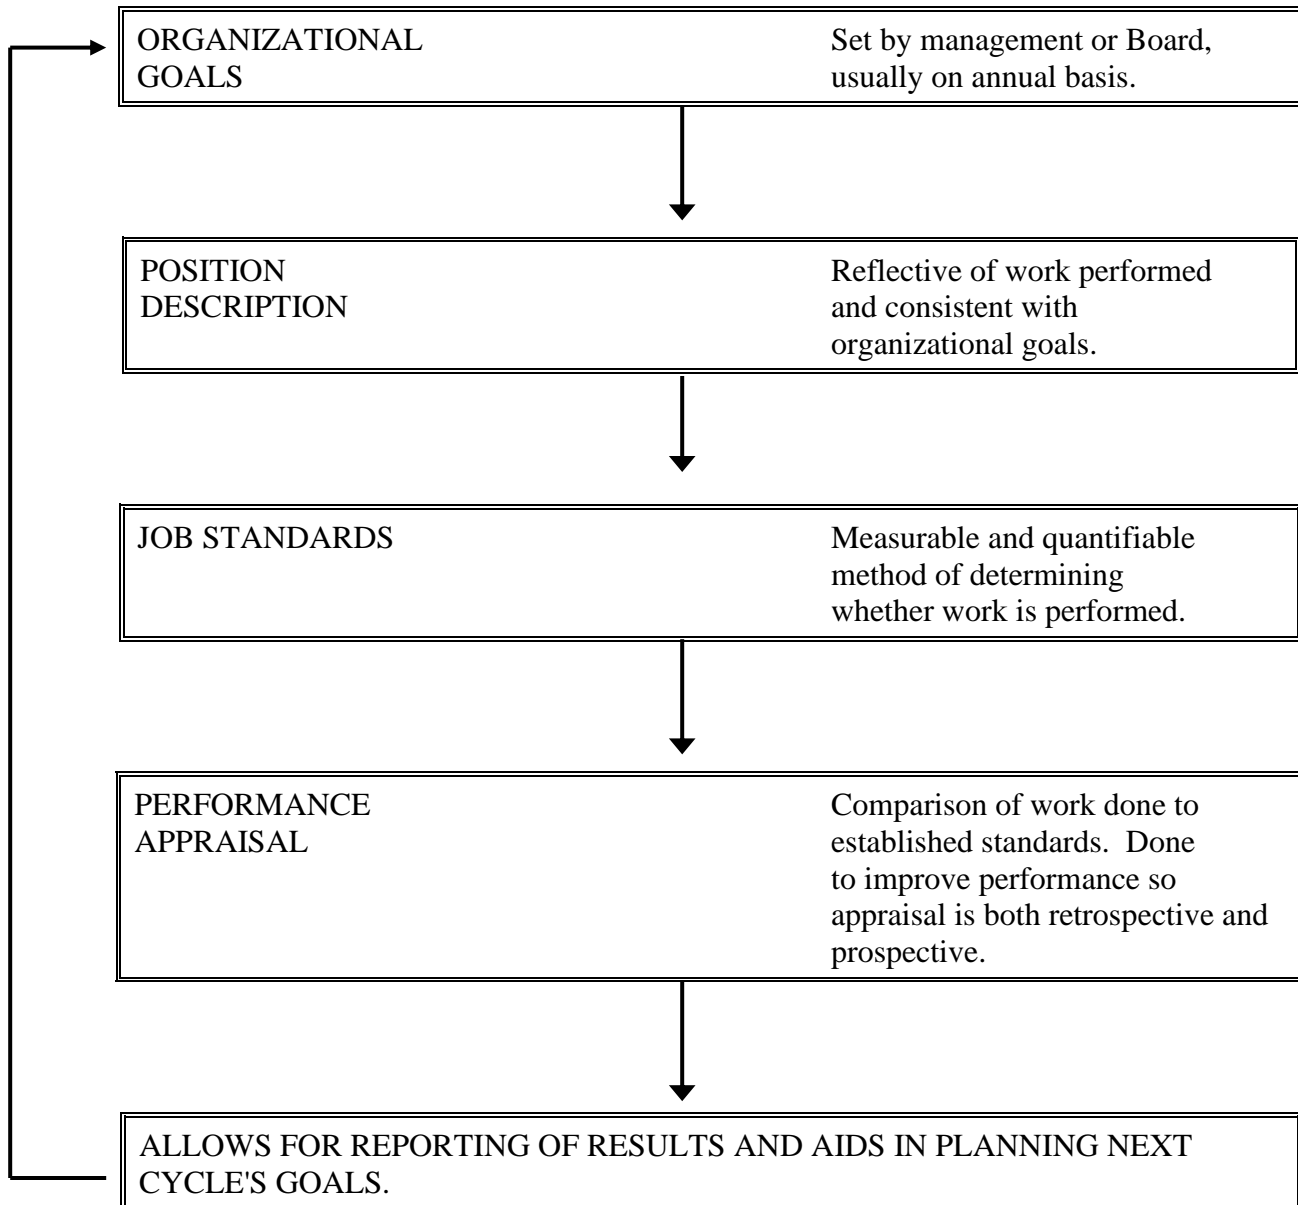 ORGANIZATIONAL
GOALS
Set by management or Board,
usually on annual basis.
POSITION
DESCRIPTION
Reflective of work performed
and consistent with
organizational goals.
JOB STANDARDS
Measurable and quantifiable
method of determining
whether work is performed.
PERFORMANCE
APPRAISAL
Comparison of work done to
established standards.  Done
to improve performance so
appraisal is both retrospective and
prospective.
ALLOWS FOR REPORTING OF RESULTS AND AIDS IN PLANNING NEXT
CYCLE'S GOALS.